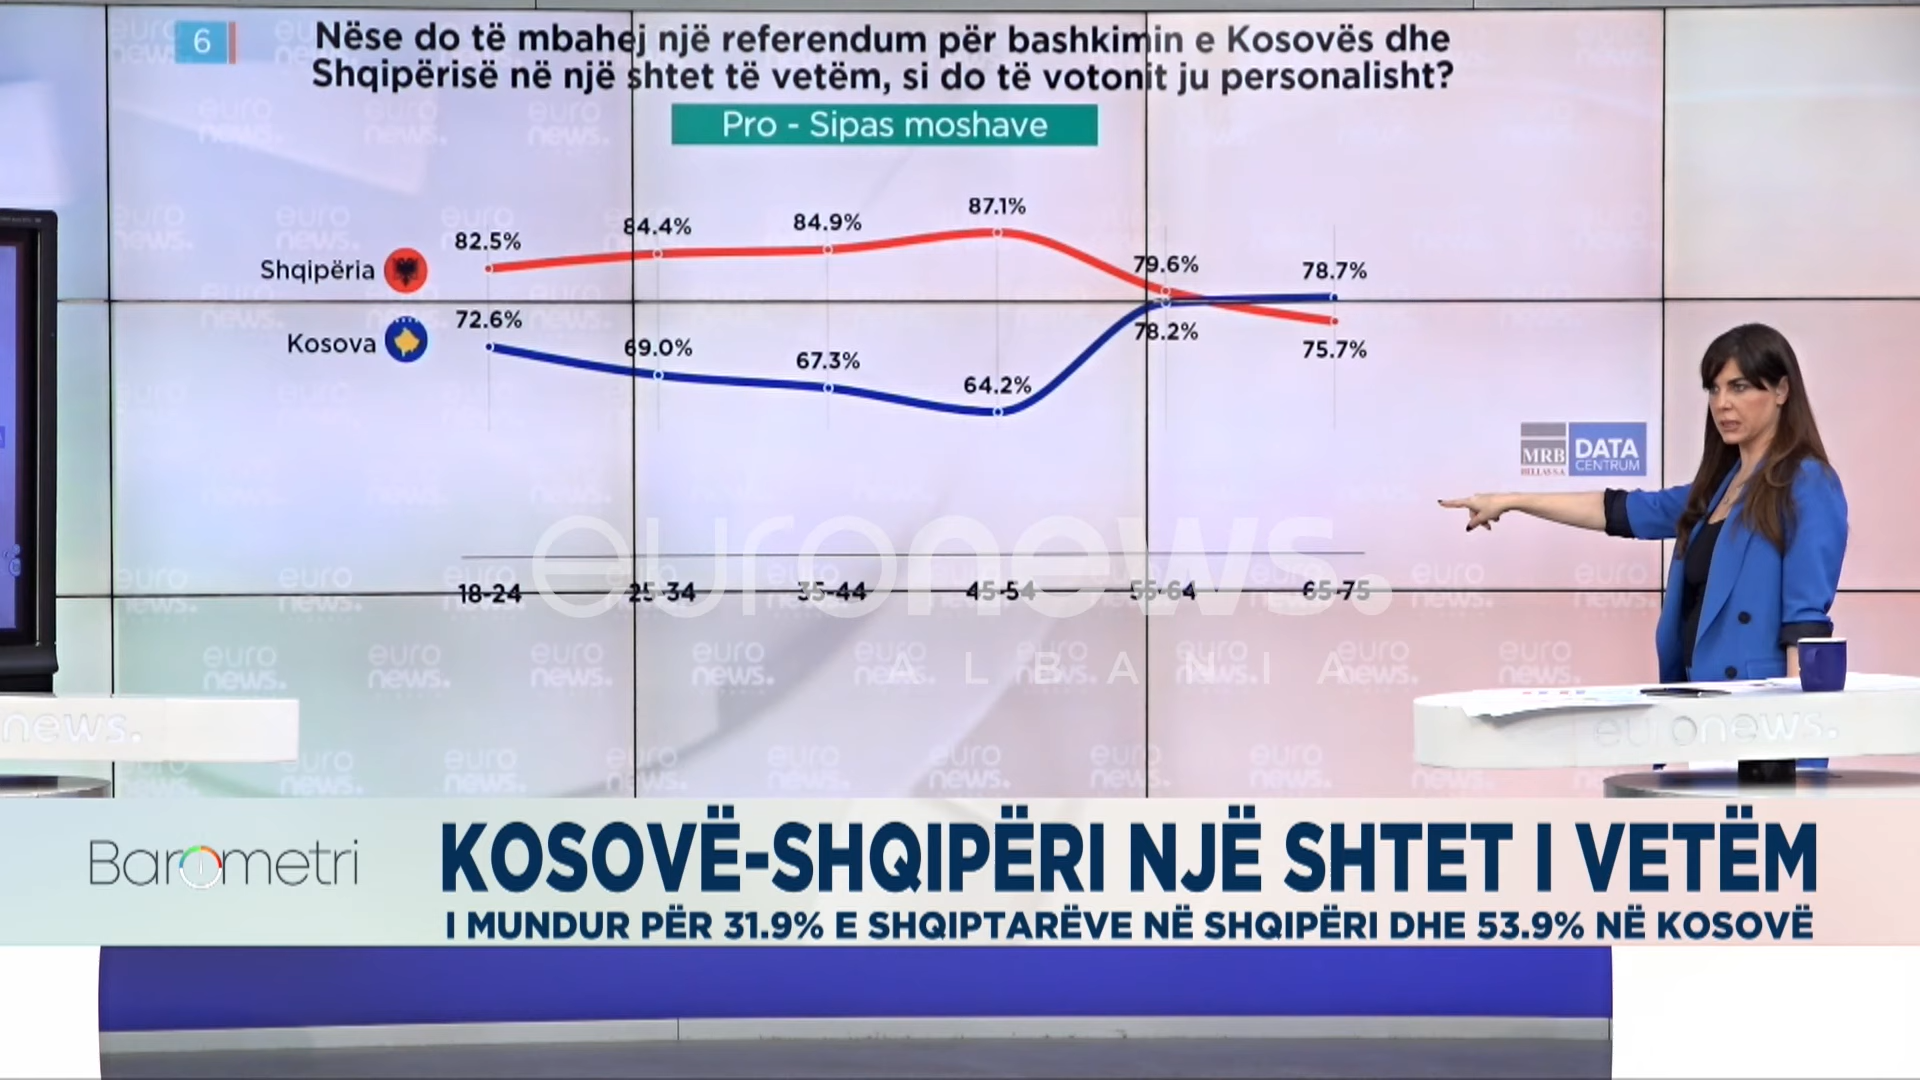 6
Nëse do të mbahej një referendum për bashkimin e Kosovës dhe
Shqipërisë në një shtet të vetëm, si do të votonit ju personalisht?
Pro - Sipas moshave
82.5% 84.4% 84.9% 87.1% 79.6% 78.7%
Shqipëria
Kosova
72.6% 69.0% 67.3% 64.2% 78.2% 75.7%
MRB
HELLAS S.A.
DATA
CENTRUM
18-24 25-34 35-44 45-54 55-64 65-75
euronews.
ALBANIA
news.
euronews.
Barometri
KOSOVË-SHQIPËRI NJË SHTET I VETËM
I MUNDUR PËR 31.9% E SHQIPTARËVE NË SHQIPËRI DHE 53.9% NË KOSOVË